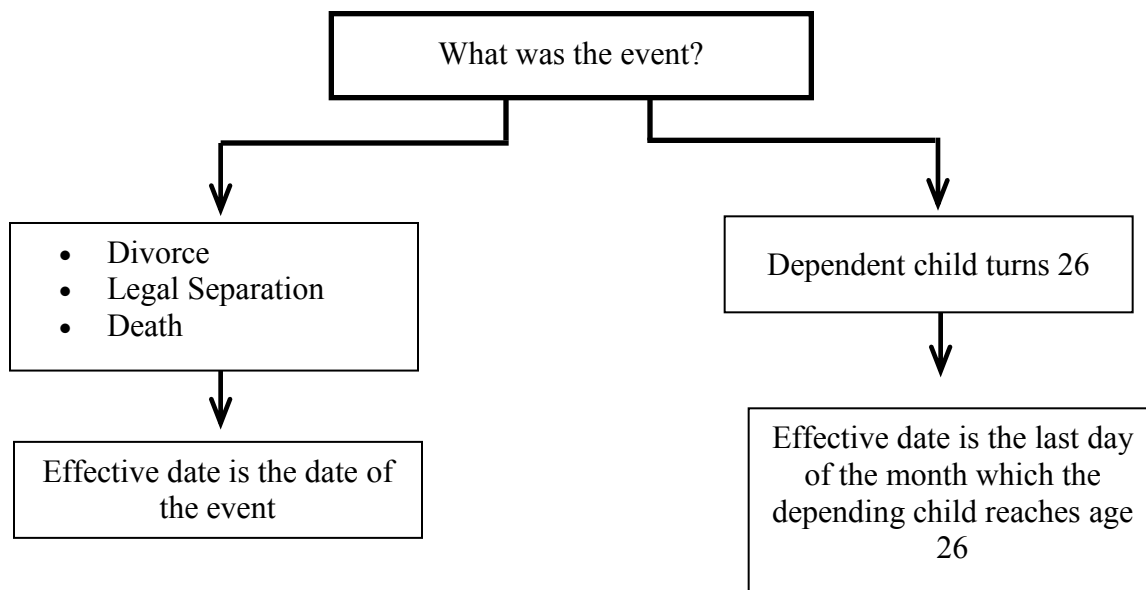 What was the event?
• Divorce
• Legal Separation
• Death
Dependent child turns 26
Effective date is the date of
the event
Effective date is the last day
of the month which the
depending child reaches age
26